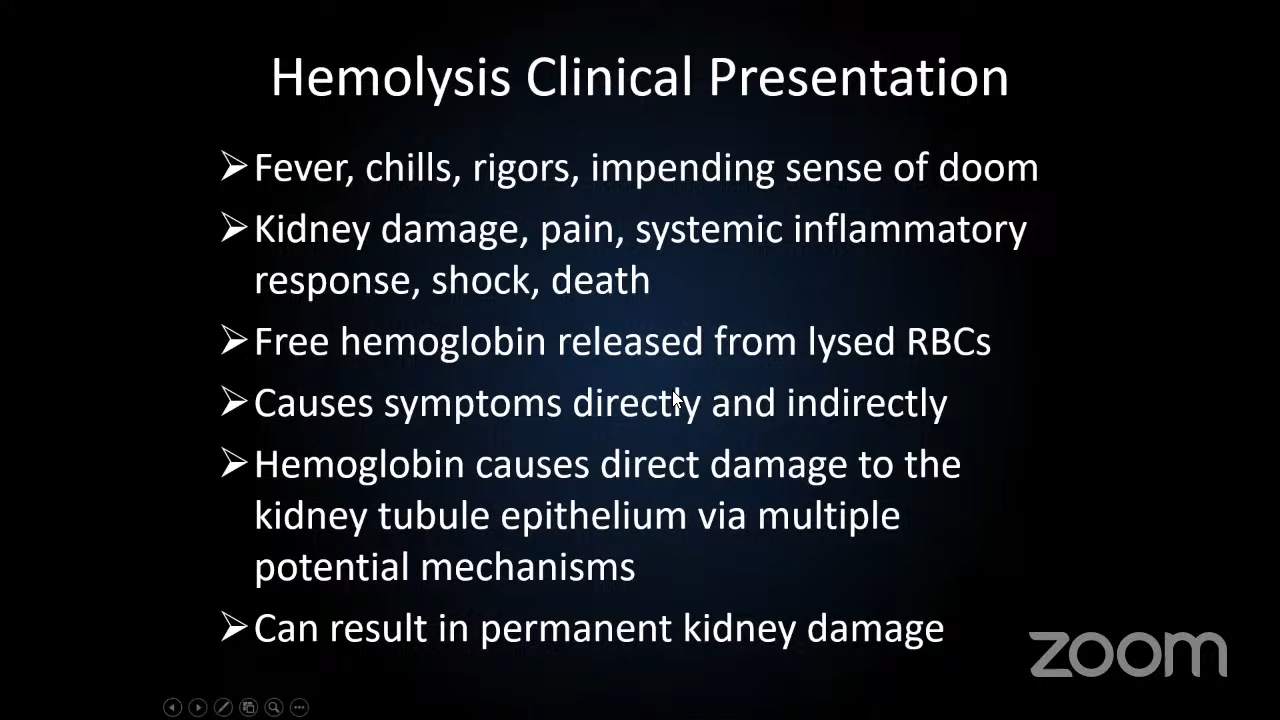 Hemolysis Clinical Presentation
Fever, chills, rigors, impending sense of doom
Kidney damage, pain, systemic inflammatory
response, shock, death
Free hemoglobin released from lysed RBCs
Causes symptoms directly and indirectly
Hemoglobin causes direct damage to the
kidney tubule epithelium via multiple
potential mechanisms
Can result in permanent kidney damage
zoom